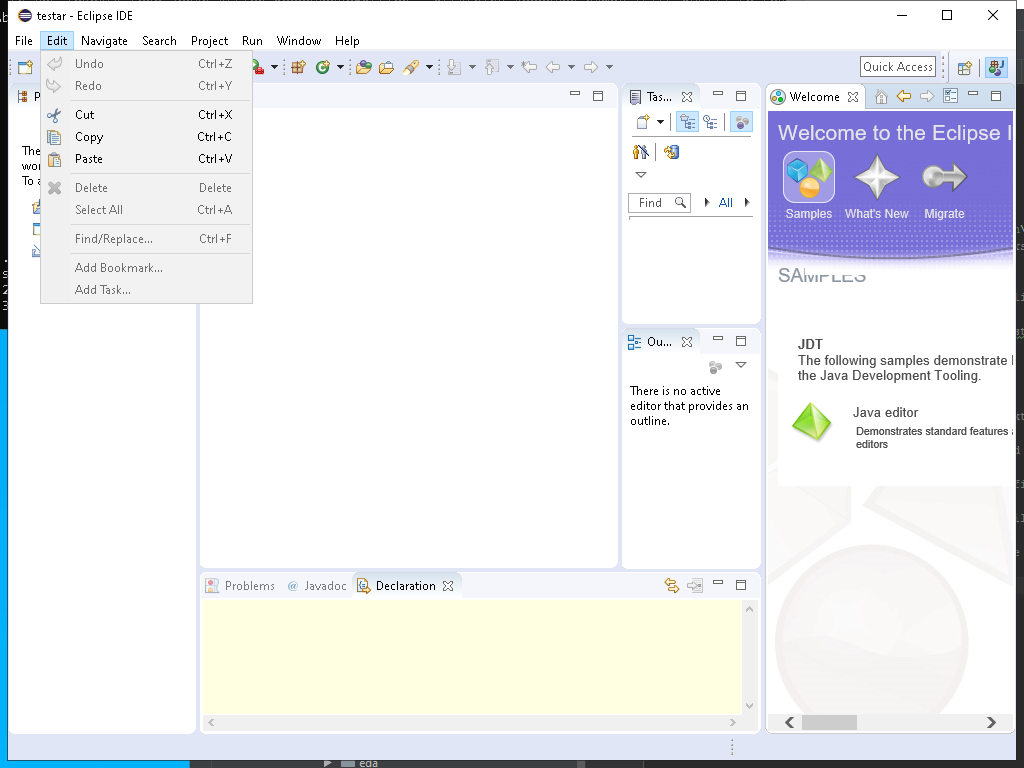 testar - Eclipse IDE
File Edit Navigate Search Project Run Window Help
Undo Ctrl+Z
Redo Ctrl+Y
Cut Ctrl+X
Copy Ctrl+C
Paste Ctrl+V
Delete Delete
Select All Ctrl+A
Find/Replace... Ctrl+F
Add Bookmark...
Add Task...
Quick Access
Tas...
Find
All
Ou...
There is no active
editor that provides an
outline.
Welcome
Welcome to the Eclipse I
Samples What's New Migrate
SAMPLES
JDT
The following samples demonstrate
the Java Development Tooling.
Java editor
Demonstrates standard features
editors
Problems @ Javadoc Declaration
eda